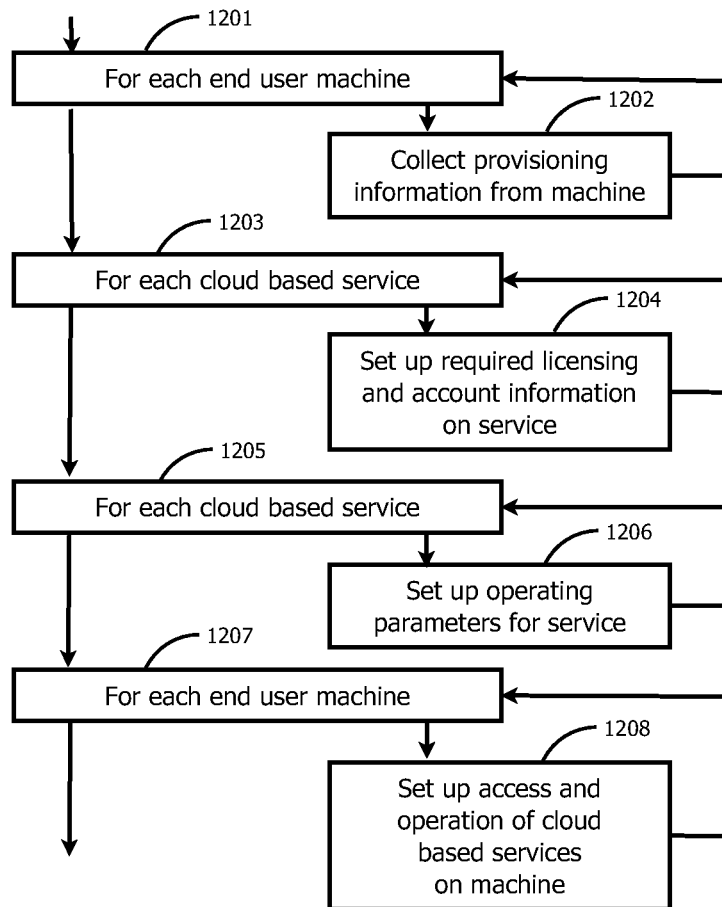 1201
For each end user machine
1202
Collect provisioning
information from machine
1203
For each cloud based service
1204
Set up required licensing
and account information
on service
1205
For each cloud based service
1206
Set up operating
parameters for service
1207
For each end user machine
1208
Set up access and
operation of cloud
based services
on machine